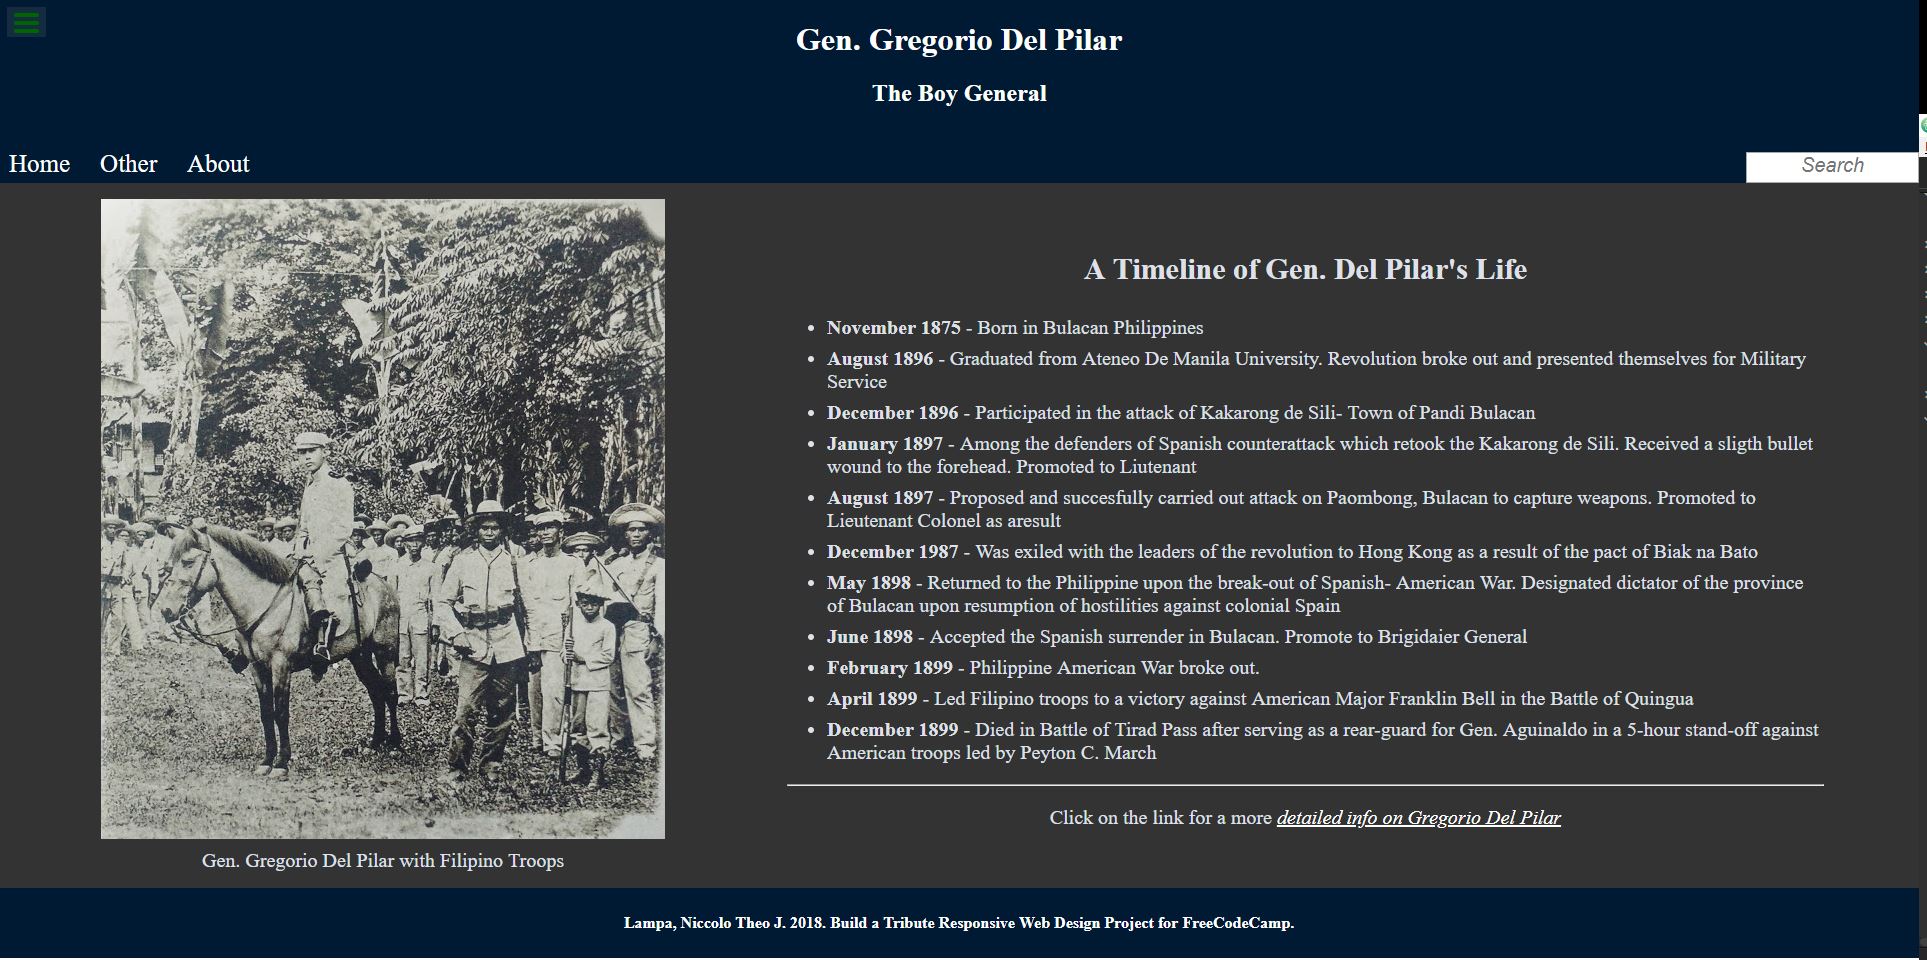 Gen. Gregorio Del Pilar
The Boy General
Home Other About
Search
A Timeline of Gen. Del Pilar's Life
November 1875 - Born in Bulacan Philippines
August 1896 - Graduated from Ateneo De Manila University. Revolution broke out and presented themselves for Military
Service
December 1896 - Participated in the attack of Kakarong de Sili- Town of Pandi Bulacan
January 1897 - Among the defenders of Spanish counterattack which retook the Kakarong de Sili. Received a sligth bullet
wound to the forehead. Promoted to Liutenant
August 1897 - Proposed and succesfully carried out attack on Paombong, Bulacan to capture weapons. Promoted to
Lieutenant Colonel as aresult
December 1987 - Was exiled with the leaders of the revolution to Hong Kong as a result of the pact of Biak na Bato
May 1898 - Returned to the Philippine upon the break-out of Spanish- American War. Designated dictator of the province
of Bulacan upon resumption of hostilities against colonial Spain
June 1898 - Accepted the Spanish surrender in Bulacan. Promote to Brigidaier General
February 1899 - Philippine American War broke out.
April 1899 - Led Filipino troops to a victory against American Major Franklin Bell in the Battle of Quingua
December 1899 - Died in Battle of Tirad Pass after serving as a rear-guard for Gen. Aguinaldo in a 5-hour stand-off against
American troops led by Peyton C. March
Click on the link for a more detailed info on Gregorio Del Pilar
Gen. Gregorio Del Pilar with Filipino Troops
Lampa, Niccolo Theo J. 2018. Build a Tribute Responsive Web Design Project for FreeCodeCamp.